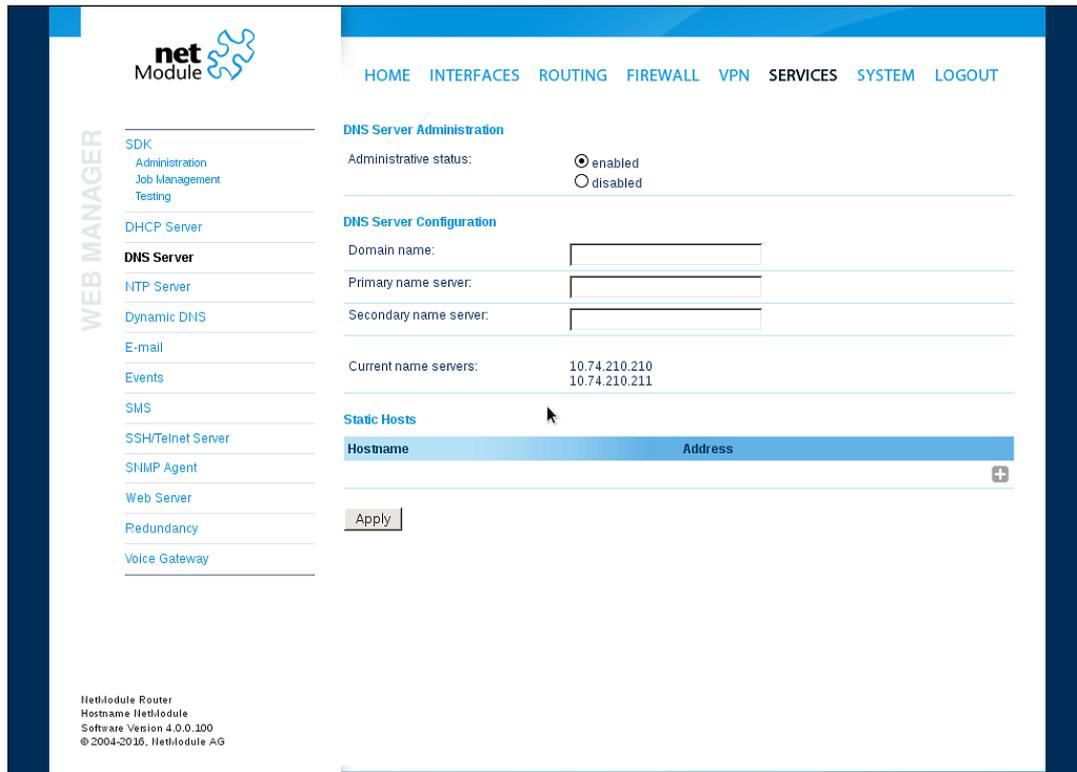 net
Module
HOME INTERFACES ROUTING FIREWALL VPN SERVICES SYSTEM LOGOUT
WEB MANAGER
SDK
Administration
Job Management
Testing
DHCP Server
DNS Server
NTP Server
Dynamic DNS
E-mail
Events
SMS
SSH/Telnet Server
SNMP Agent
Web Server
Redundancy
Voice Gateway
DNS Server Administration
Administrative status:
enabled
disabled
DNS Server Configuration
Domain name:
Primary name server:
Secondary name server:
Current name servers: 10.74.210.210
10.74.210.211
Static Hosts
Hostname Address
Apply
NetModule Router
Hostname NetModule
Software Version 4.0.0.100
© 2004-2016, NetModule AG